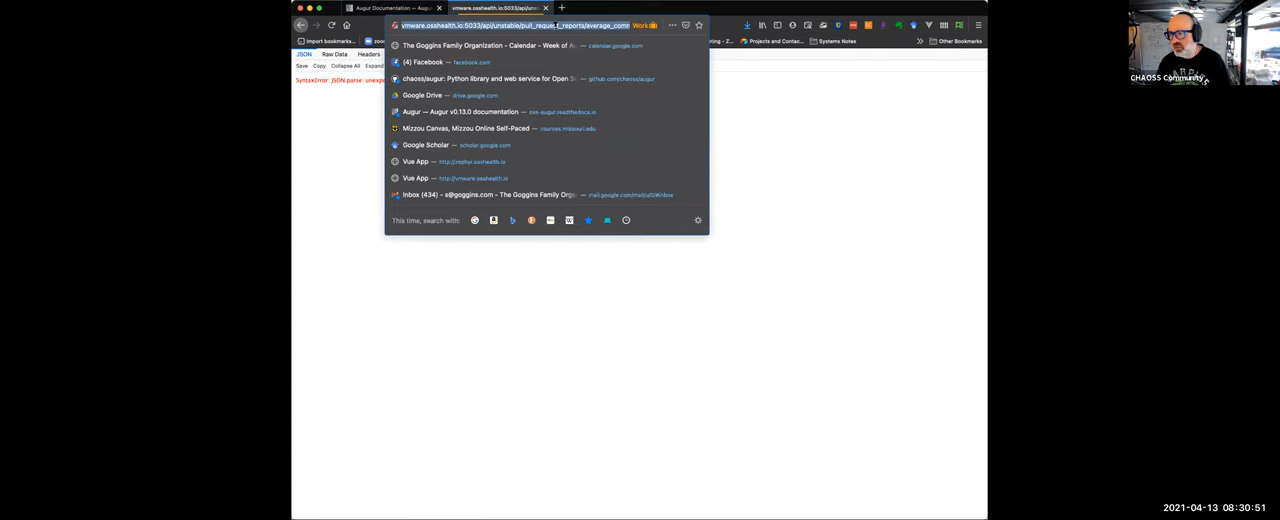 Augur Documentation — Augu
vmware.osshealth.io:5033/api/uns
vmware.osshealth.io:5033/api/unstable/pull_request_reports/average_comm
Work
Import bookmarks...
Projects and Contac...
Systems Notes
Other Bookmarks
JSON
Raw Data
Headers
Save
Copy
Collapse All
Expand
SyntaxError: JSON.parse: unexpe
The Goggins Family Organization - Calendar - Week of A
calendar.google.com
(4) Facebook — facebook.com
chaoss/augur: Python library and web service for Open S
github.com/chaoss/augur
Google Drive — drive.google.com
Augur — Augur v0.13.0 documentation — oss-augur.readthedocs.io
Mizzou Canvas, Mizzou Online Self-Paced — courses.missouri.edu
Google Scholar — scholar.google.com
Vue App — http://zephyr.osshealth.io
Vue App — http://vmware.osshealth.io
Inbox (434) - s@goggins.com - The Goggins Family Orga
mail.google.com/mail/u/0/#inbox
This time, search with:
CHAOSS Community
2021-04-13 08:30:51